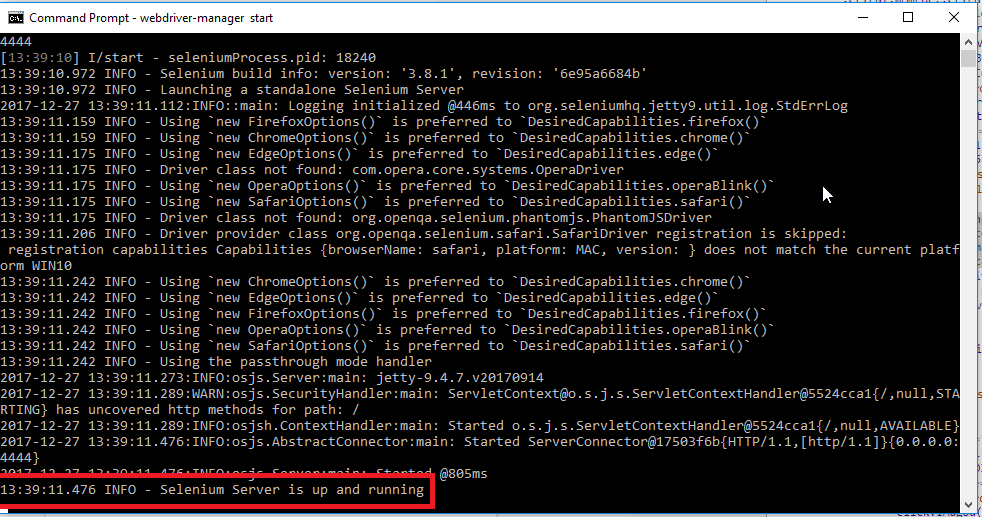 Command Prompt - webdriver-manager start
4444
[13:39:10] I/start - seleniumProcess.pid: 18240
13:39:10.972 INFO - Selenium build info: version: '3.8.1', revision: '6e95a6684b'
13:39:10.972 INFO - Launching a standalone Selenium Server
2017-12-27 13:39:11.112:INFO::main: Logging initialized @446ms to org.seleniumhq.jetty9.util.log.StdErrLog
13:39:11.159 INFO - Using `new FirefoxOptions()` is preferred to `DesiredCapabilities.firefox()`
13:39:11.159 INFO - Using `new ChromeOptions()` is preferred to `DesiredCapabilities.chrome()`
13:39:11.175 INFO - Using `new EdgeOptions()` is preferred to `DesiredCapabilities.edge()`
13:39:11.175 INFO - Driver class not found: com.opera.core.systems.OperaDriver
13:39:11.175 INFO - Using `new OperaOptions()` is preferred to `DesiredCapabilities.operaBlink()`
13:39:11.175 INFO - Using `new SafariOptions()` is preferred to `DesiredCapabilities.safari()`
13:39:11.175 INFO - Driver class not found: org.openqa.selenium.phantomjs.PhantomJSDriver
13:39:11.206 INFO - Driver provider class org.openqa.selenium.safari.SafariDriver registration is skipped:
registration capabilities Capabilities {browserName: safari, platform: MAC, version: } does not match the current platf
orm WIN10
13:39:11.242 INFO - Using `new ChromeOptions()` is preferred to `DesiredCapabilities.chrome()`
13:39:11.242 INFO - Using `new EdgeOptions()` is preferred to `DesiredCapabilities.edge()`
13:39:11.242 INFO - Using `new FirefoxOptions()` is preferred to `DesiredCapabilities.firefox()`
13:39:11.242 INFO - Using `new OperaOptions()` is preferred to `DesiredCapabilities.operaBlink()`
13:39:11.242 INFO - Using `new SafariOptions()` is preferred to `DesiredCapabilities.safari()`
13:39:11.242 INFO - Using the passthrough mode handler
2017-12-27 13:39:11.273:INFO:osjs.Server:main: jetty-9.4.7.v20170914
2017-12-27 13:39:11.289:WARN:osjs.SecurityHandler:main: ServletContext@o.s.j.s.ServletContextHandler@5524cca1{/,null,STA
RTING} has uncovered http methods for path: /
2017-12-27 13:39:11.289:INFO:osjsh.ContextHandler:main: Started o.s.j.s.ServletContextHandler@5524cca1{/,null,AVAILABLE}
2017-12-27 13:39:11.476:INFO:osjs.AbstractConnector:main: Started ServerConnector@17503f6b{HTTP/1.1,[http/1.1]}{0.0.0.0:
4444}
2017-12-27 13:39:11.476:INFO:osjs.Server:main: Started @805ms
13:39:11.476 INFO - Selenium Server is up and running